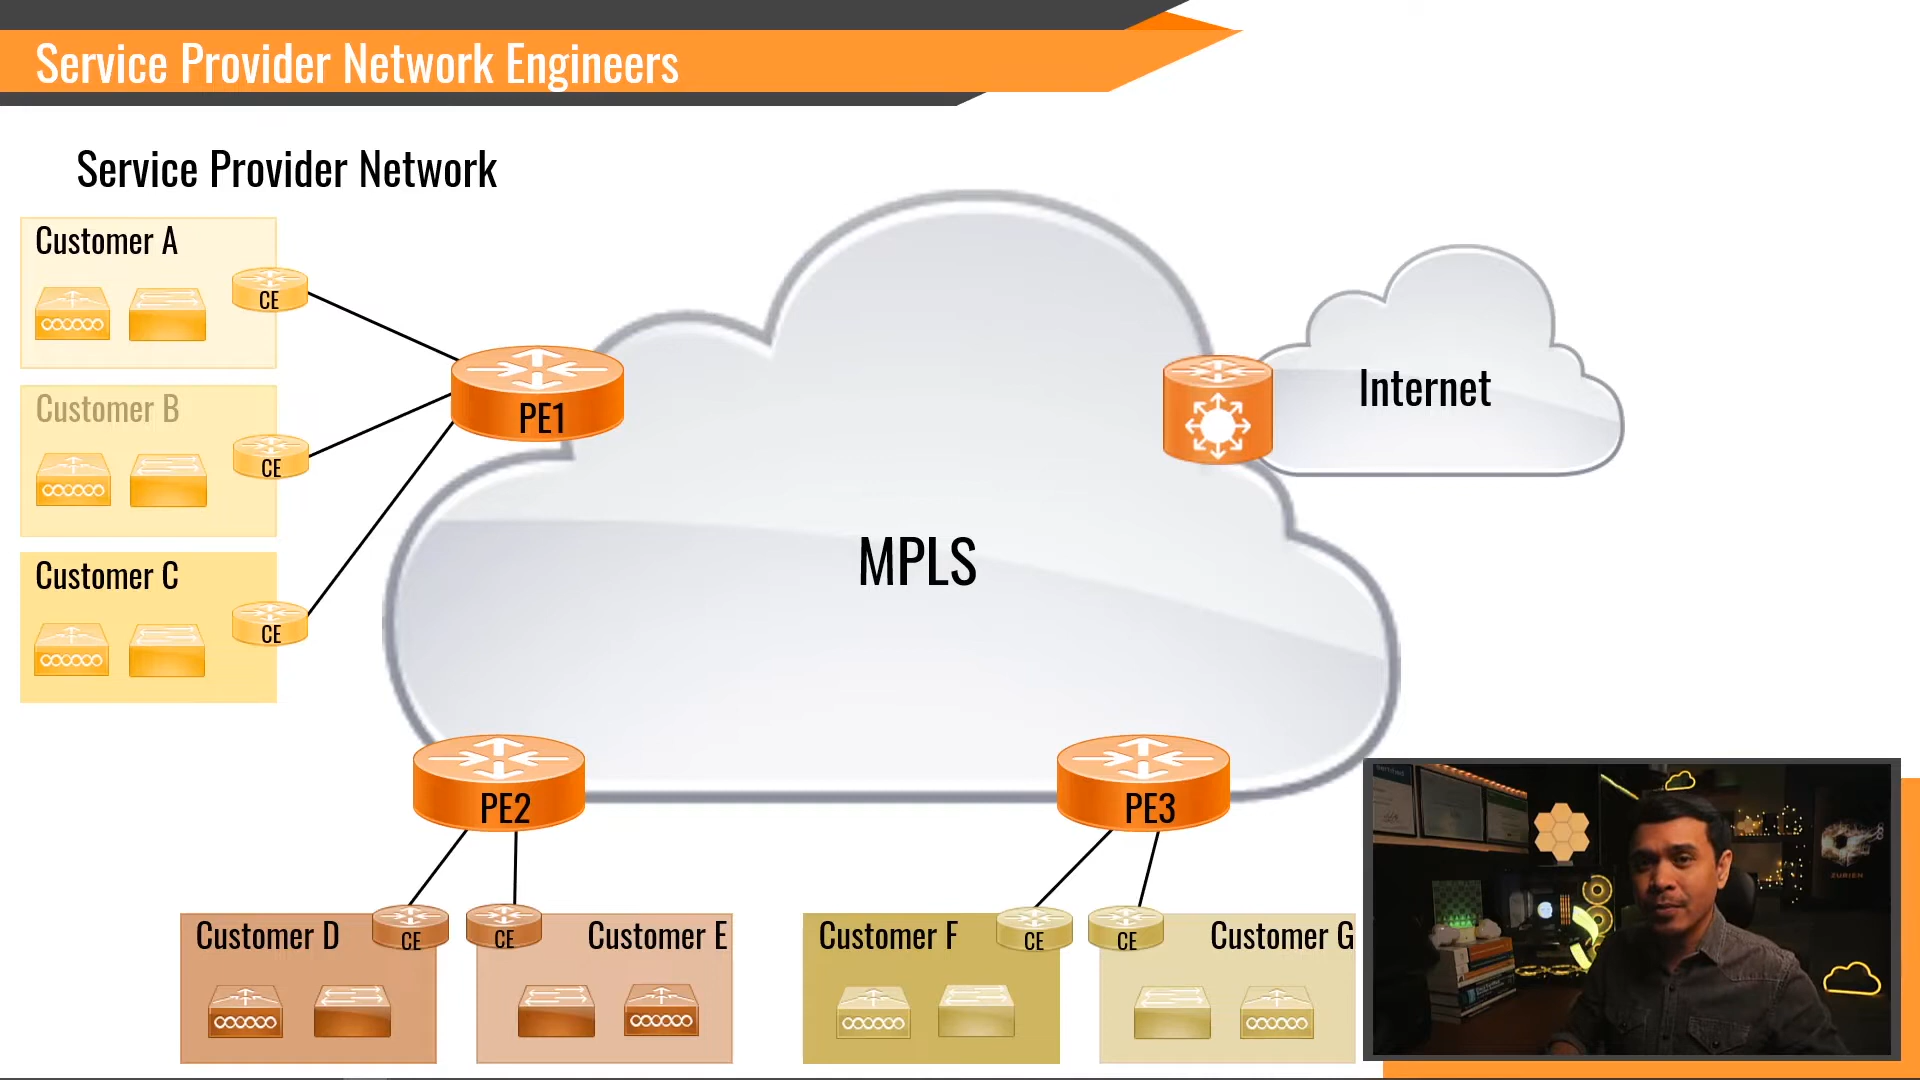 Service Provider Network Engineers
Service Provider Network
Customer A
CE
Customer B
CE
Customer C
CE
PE1
MPLS
Internet
PE2
PE3
Customer D
CE
CE
Customer E
Customer F
CE
CE
Customer G
ZURIEN